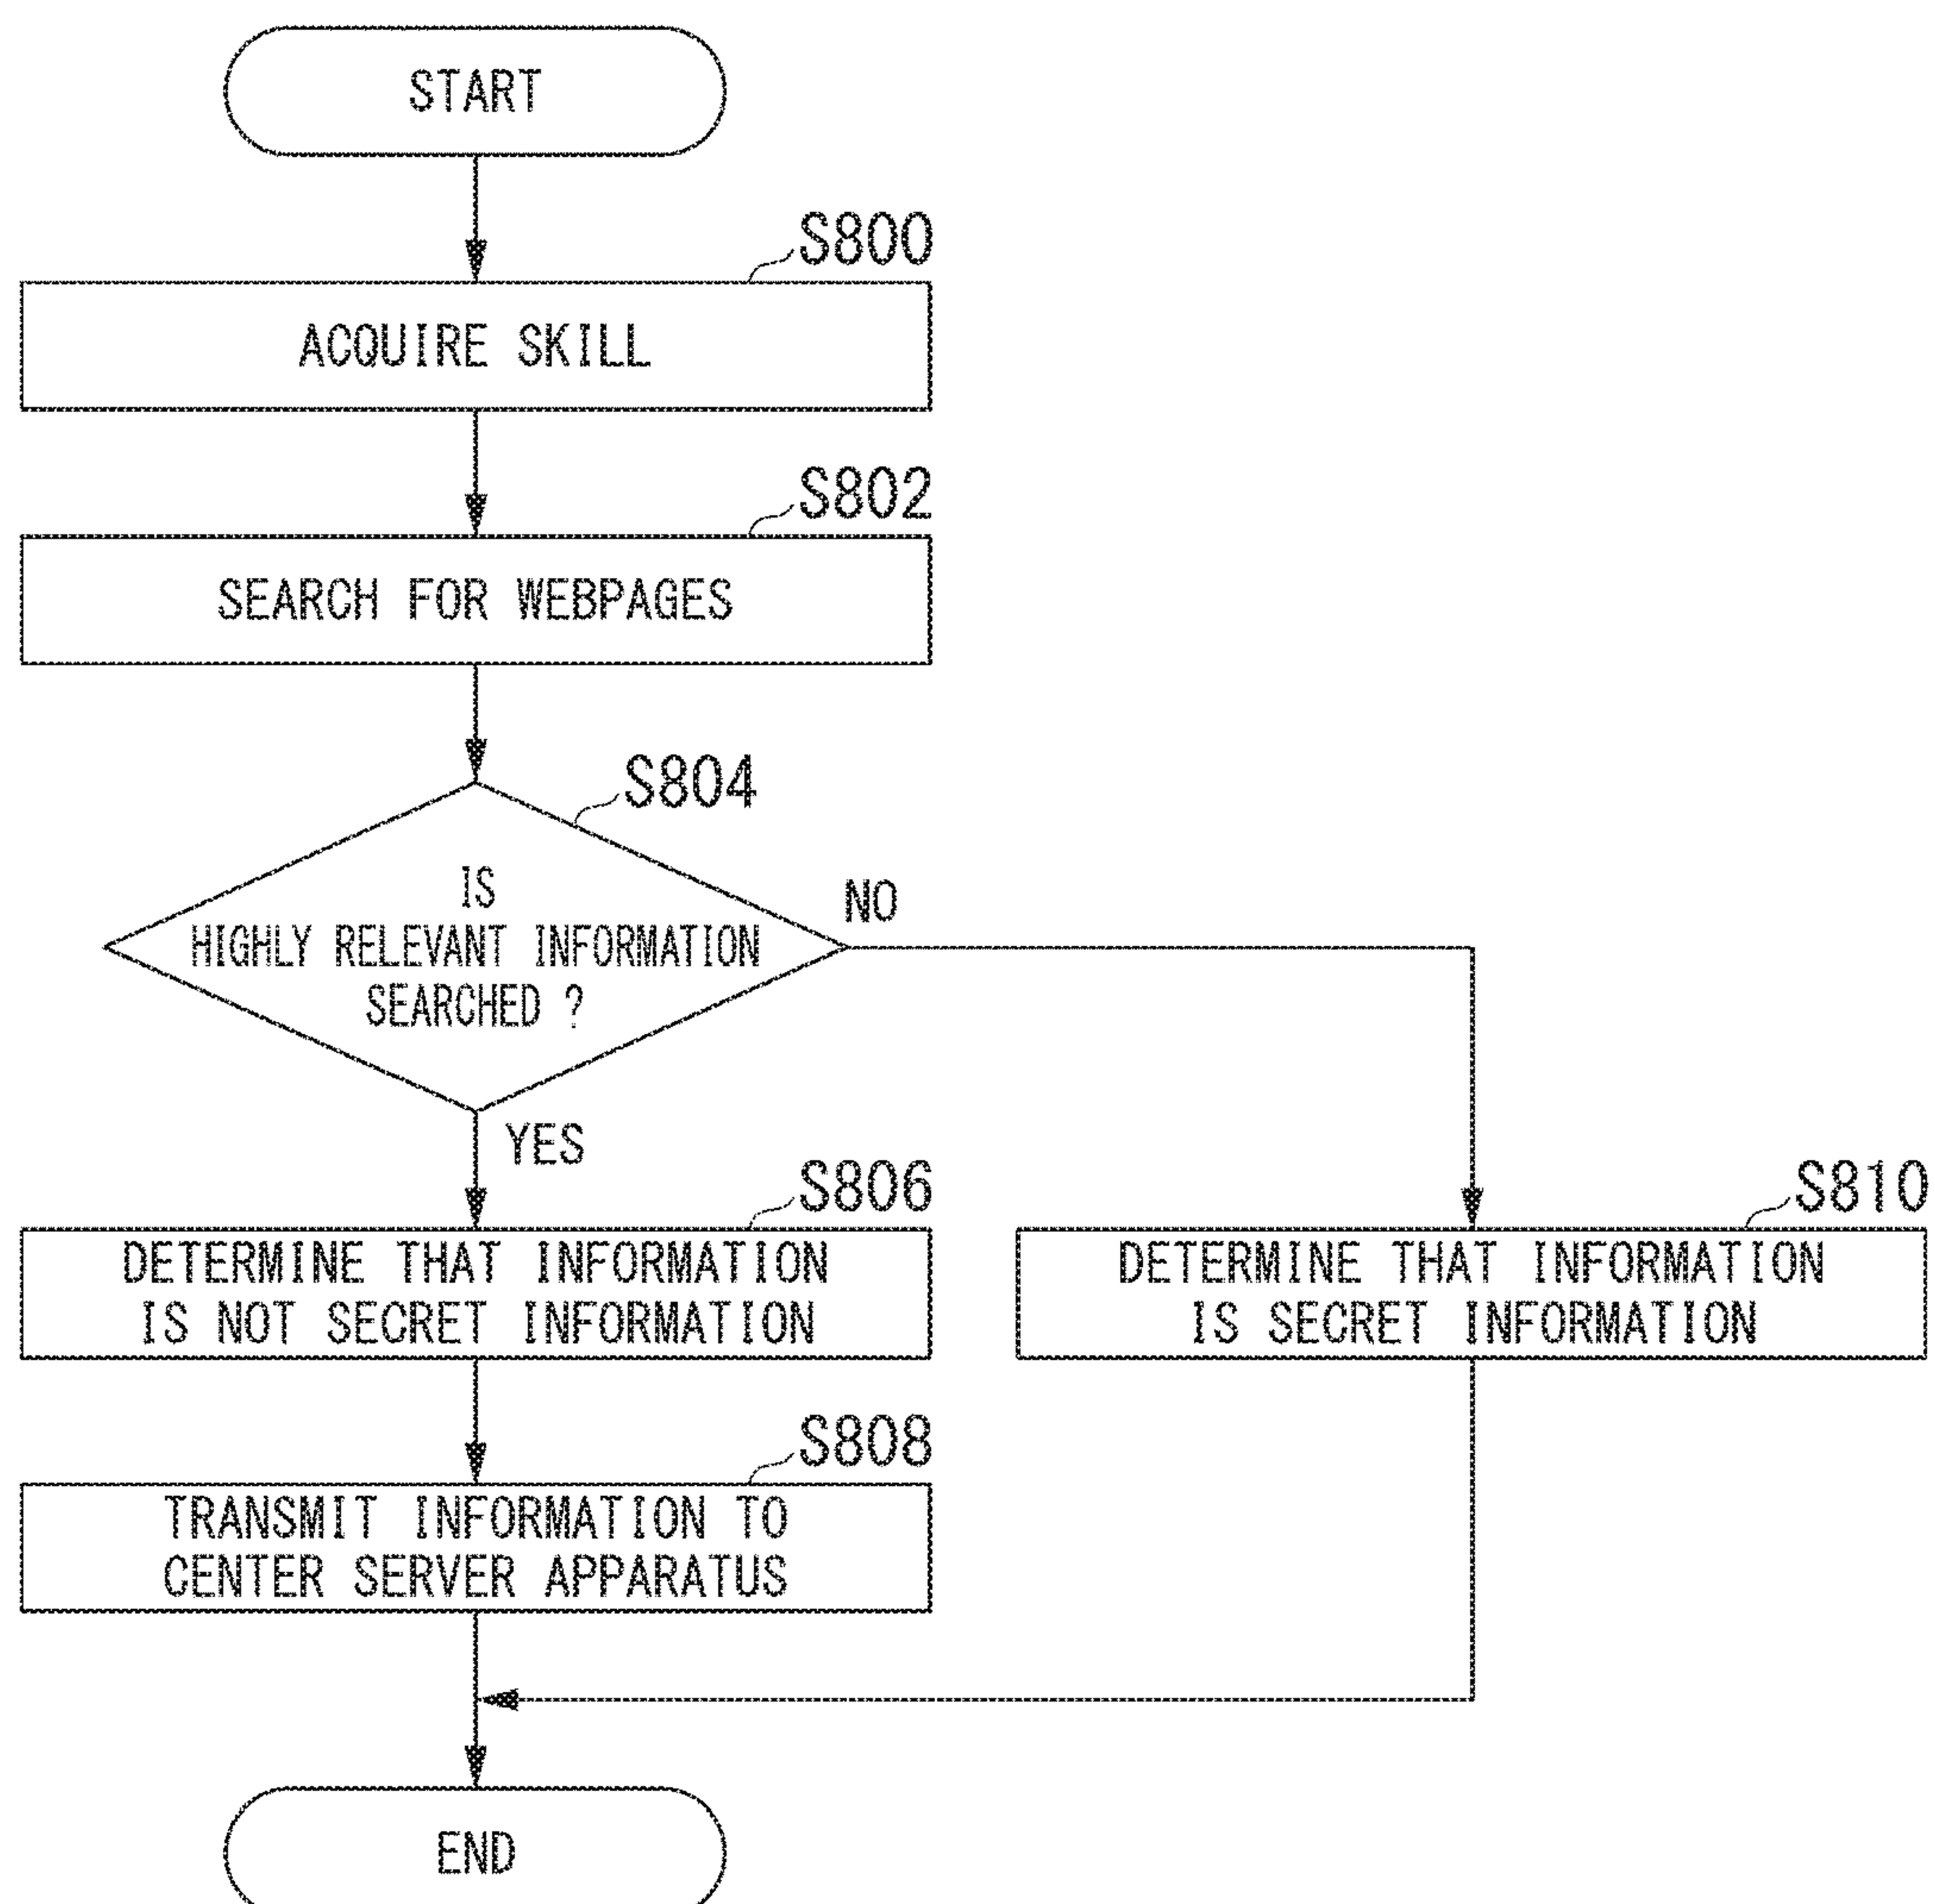 START
S800
ACQUIRE SKILL
S802
SEARCH FOR WEBPAGES
S804
IS
HIGHLY RELEVANT INFORMATION
SEARCHED ?
NO
YES
S806
DETERMINE THAT INFORMATION
IS NOT SECRET INFORMATION
S810
DETERMINE THAT INFORMATION
IS SECRET INFORMATION
S808
TRANSMIT INFORMATION TO
CENTER SERVER APPARATUS
END